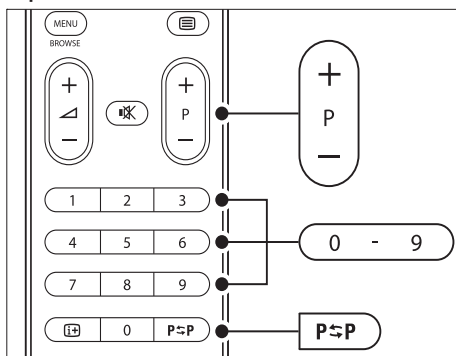 MENU
BROWSE
+ + +
P P
— — —
1 2 3
4 5 6 0 - 9
7 8 9
i+ 0 P⇆P P⇆P